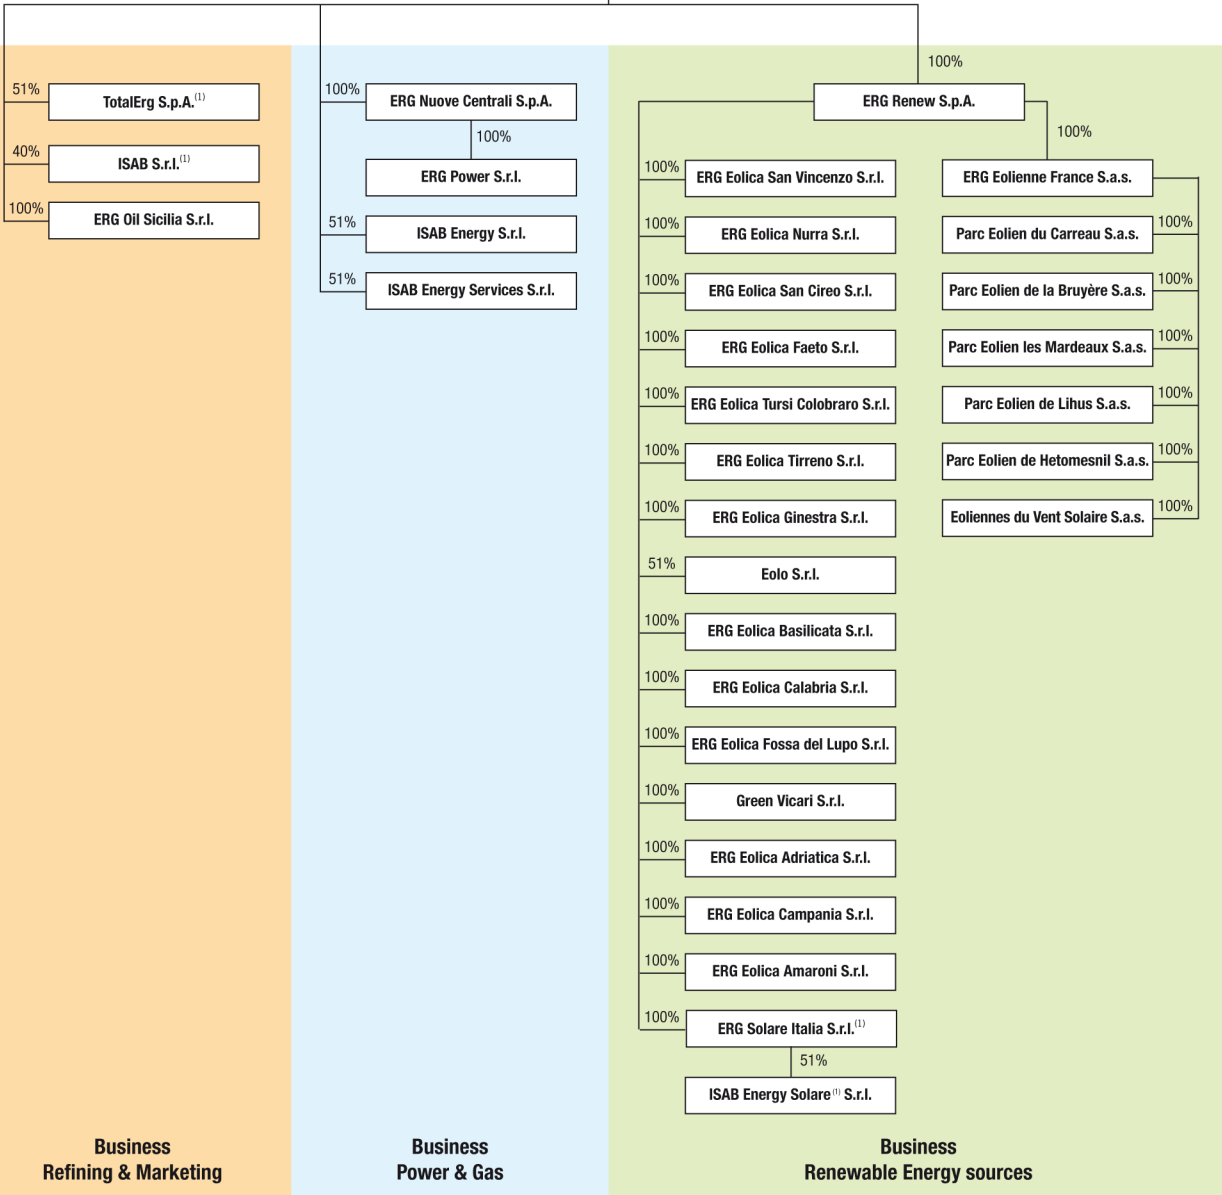 51%
TotalErg S.p.A.(1)
40%
ISAB S.r.l.(1)
100%
ERG Oil Sicilia S.r.l.
Business
Refining & Marketing
100%
ERG Nuove Centrali S.p.A.
100%
ERG Power S.r.l.
51%
ISAB Energy S.r.l.
51%
ISAB Energy Services S.r.l.
Business
Power & Gas
100%
ERG Renew S.p.A.
100%
100%
ERG Eolica San Vincenzo S.r.l.
100%
ERG Eolica Nurra S.r.l.
100%
ERG Eolica San Cireo S.r.l.
100%
ERG Eolica Faeto S.r.l.
100%
ERG Eolica Tursi Colobraro S.r.l.
100%
ERG Eolica Tirreno S.r.l.
100%
ERG Eolica Ginestra S.r.l.
51%
Eolo S.r.l.
100%
ERG Eolica Basilicata S.r.l.
100%
ERG Eolica Calabria S.r.l.
100%
ERG Eolica Fossa del Lupo S.r.l.
100%
Green Vicari S.r.l.
100%
ERG Eolica Adriatica S.r.l.
100%
ERG Eolica Campania S.r.l.
100%
ERG Eolica Amaroni S.r.l.
100%
ERG Solare Italia S.r.l.(1)
51%
ISAB Energy Solare(1) S.r.l.
ERG Eolienne France S.a.s.
Parc Eolien du Carreau S.a.s.
100%
Parc Eolien de la Bruyère S.a.s.
100%
Parc Eolien les Mardeaux S.a.s.
100%
Parc Eolien de Lihus S.a.s.
100%
Parc Eolien de Hetomesnil S.a.s.
100%
Eoliennes du Vent Solaire S.a.s.
100%
Business
Renewable Energy sources